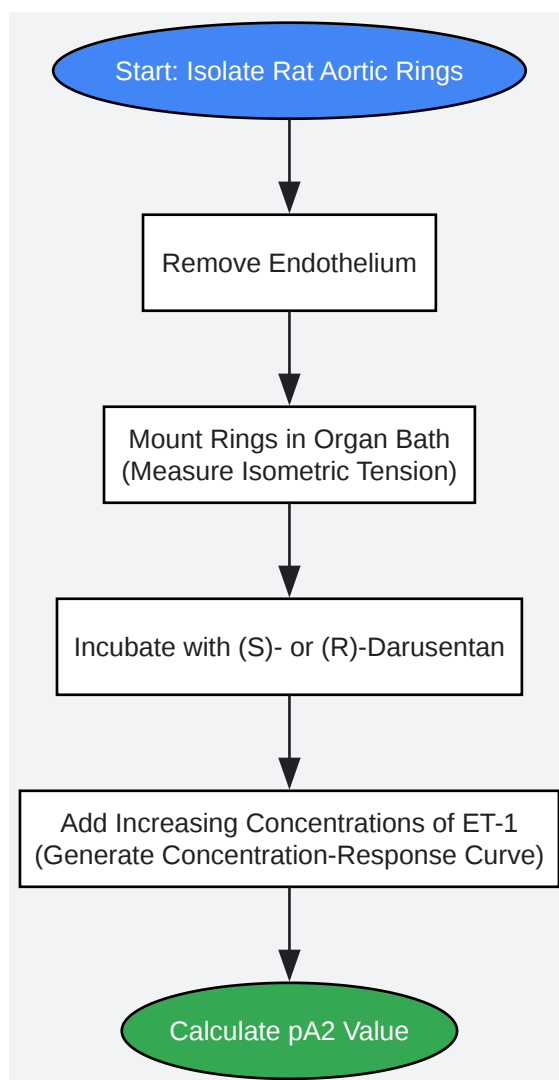 Start: Isolate Rat Aortic Rings
Remove Endothelium
Mount Rings in Organ Bath
(Measure Isometric Tension)
Incubate with (S)- or (R)-Darusentan
Add Increasing Concentrations of ET-1
(Generate Concentration-Response Curve)
Calculate pA2 Value